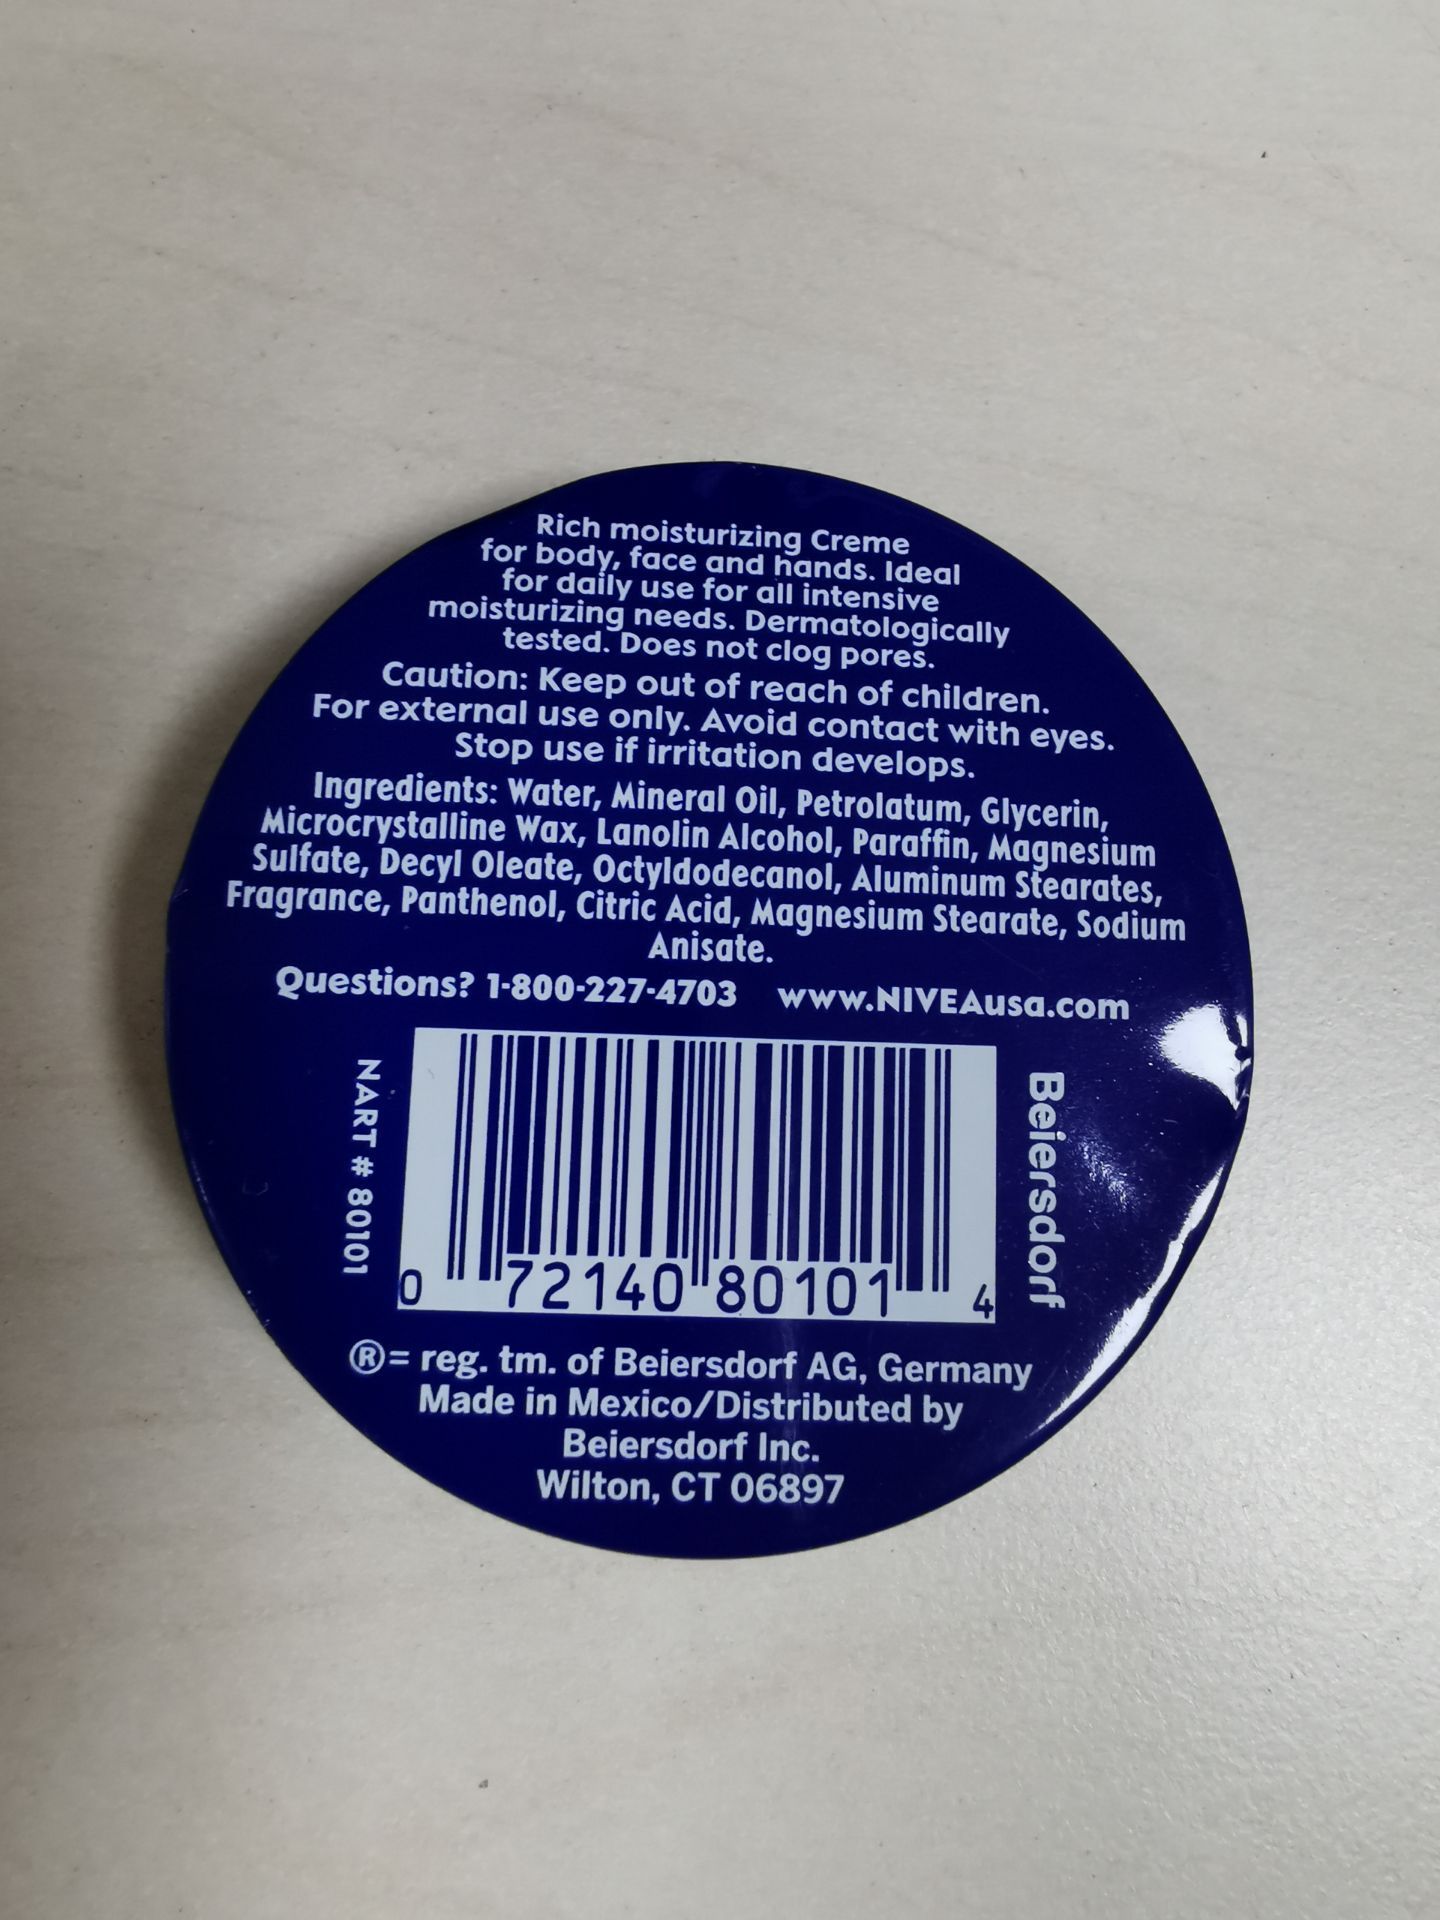 Rich moisturizing Creme
for body, face and hands. Ideal
for daily use for all intensive
moisturizing needs. Dermatologically
tested. Does not clog pores.
Caution: Keep out of reach of children.
For external use only. Avoid contact with eyes.
Stop use if irritation develops.
Ingredients: Water, Mineral Oil, Petrolatum, Glycerin,
Microcrystalline Wax, Lanolin Alcohol, Paraffin, Magnesium
Sulfate, Decyl Oleate, Octyldodecanol, Aluminum Stearates,
Fragrance, Panthenol, Citric Acid, Magnesium Stearate, Sodium
Anisate.
Questions? 1-800-227-4703 www.NIVEAusa.com
NART # 80101
0 72140 80101 4
Beiersdorf
®= reg. tm. of Beiersdorf AG, Germany
Made in Mexico/Distributed by
Beiersdorf Inc.
Wilton, CT 06897